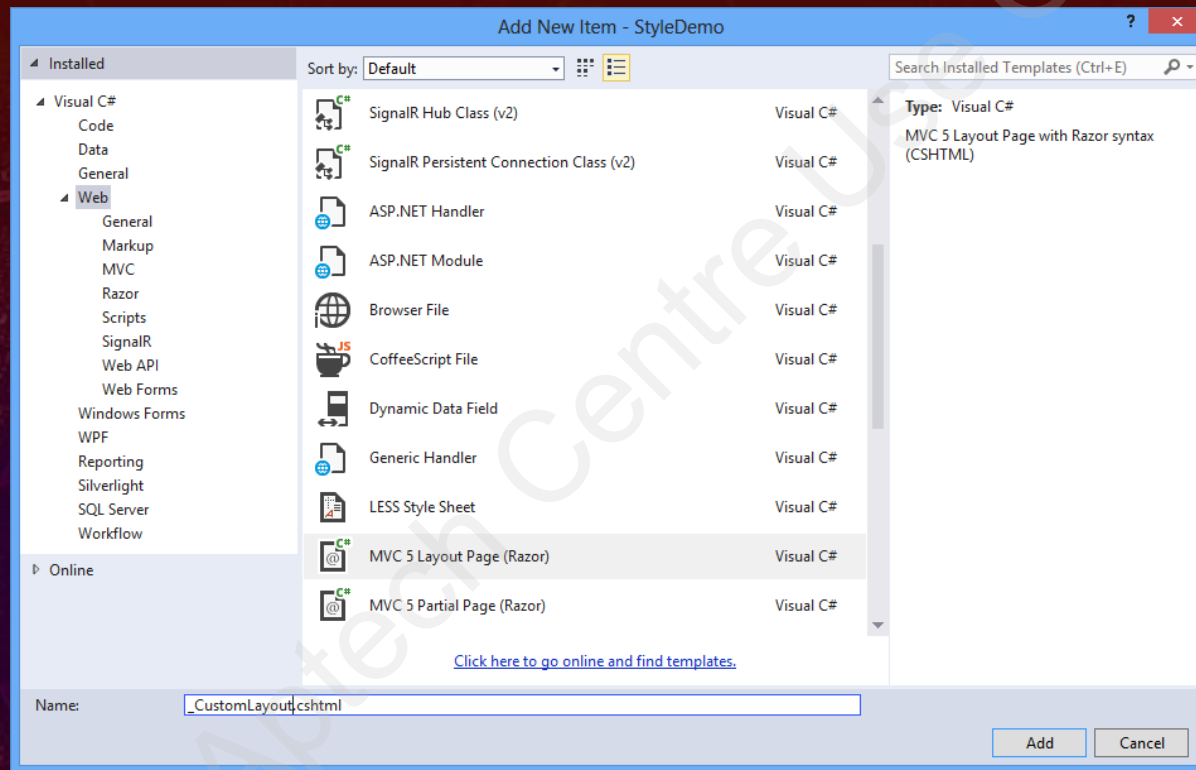 Add New Item - StyleDemo
?
Installed
Sort by: Default
Search Installed Templates (Ctrl+E)
Visual C#
Code
Data
General
Web
General
Markup
MVC
Razor
Scripts
SignalR
Web API
Web Forms
Windows Forms
WPF
Reporting
Silverlight
SQL Server
Workflow
Online
C# SignalR Hub Class (v2) Visual C#
C# SignalR Persistent Connection Class (v2) Visual C#
ASP.NET Handler Visual C#
ASP.NET Module Visual C#
Browser File Visual C#
JS CoffeeScript File Visual C#
Dynamic Data Field Visual C#
Generic Handler Visual C#
LESS Style Sheet Visual C#
C# @ MVC 5 Layout Page (Razor) Visual C#
C# @ MVC 5 Partial Page (Razor) Visual C#
Click here to go online and find templates.
Type: Visual C#
MVC 5 Layout Page with Razor syntax
(CSHTML)
Name: _CustomLayout.cshtml
Add Cancel
Aptech Centre Use